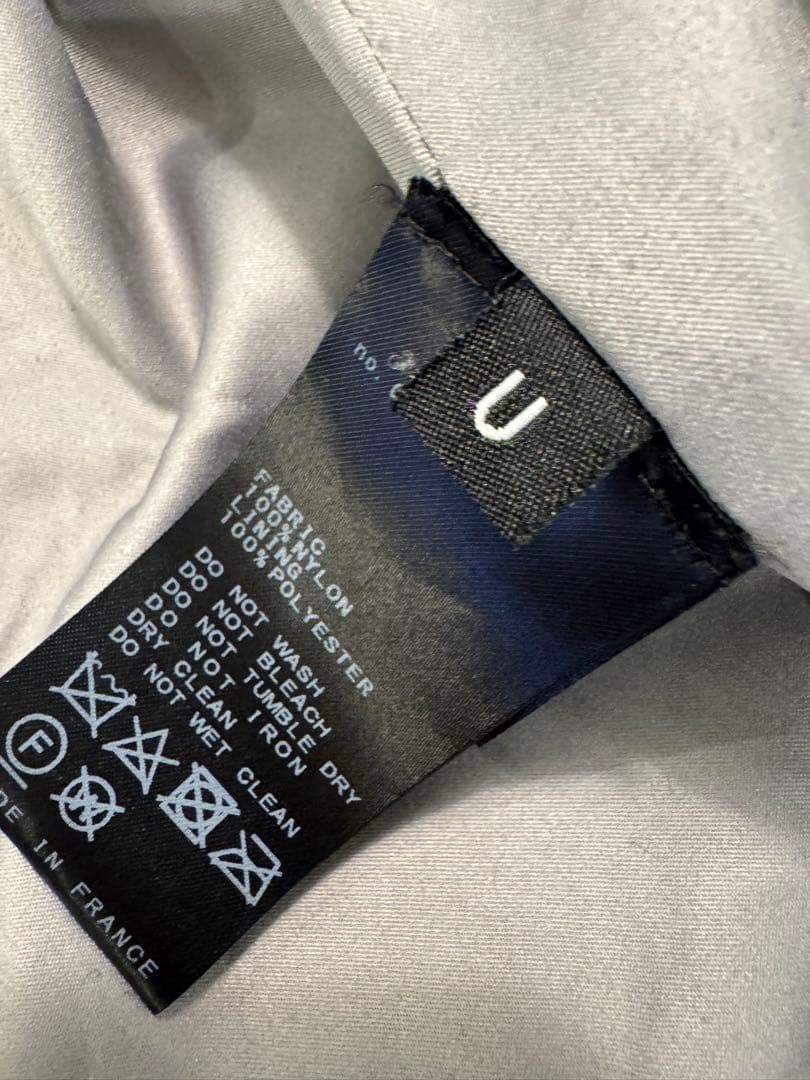 U
no.
FABRIC
100%NYLON
LINING
100%POLYESTER
DO NOT WASH
DO NOT BLEACH
DO NOT TUMBLE DRY
DO NOT IRON
DRY CLEAN
DO NOT WET CLEAN
F
W
DE IN FRANCE